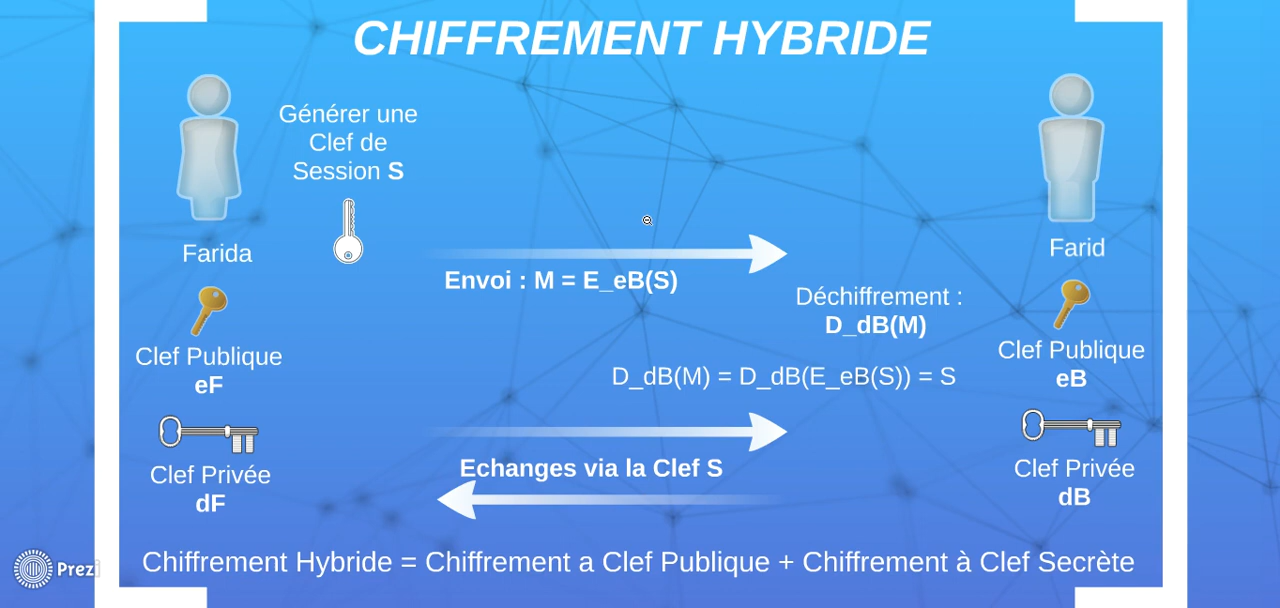 CHIFFREMENT HYBRIDE
Générer une
Clef de
Session S
Farida
Farid
Envoi : M = E_eB(S)
Déchiffrement :
D_dB(M)
Clef Publique
eF
Clef Publique
eB
D_dB(M) = D_dB(E_eB(S)) = S
Clef Privée
dF
Echanges via la Clef S
Clef Privée
dB
Chiffrement Hybride = Chiffrement a Clef Publique + Chiffrement à Clef Secrète
Prezi